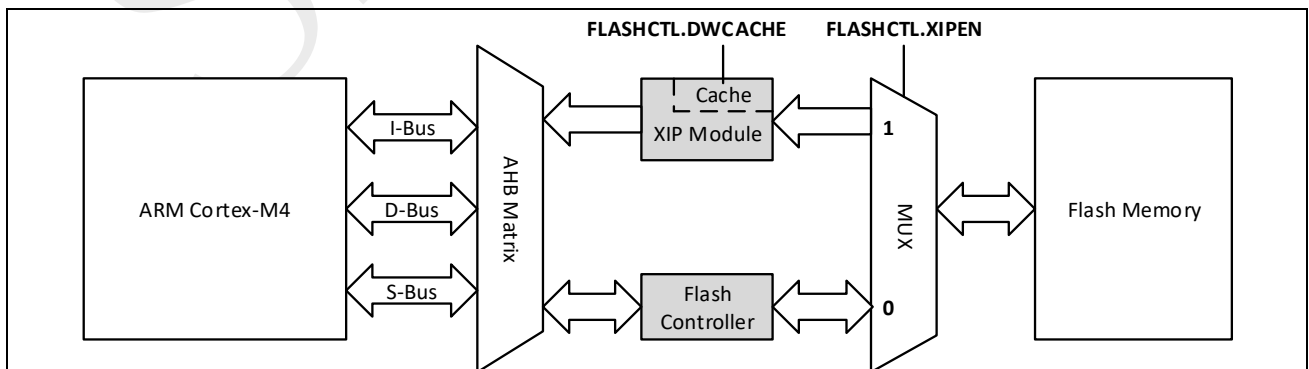 FLASHCTL.DWCACHE FLASHCTL.XIPEN
Cache
XIP Module
1
I-Bus
ARM Cortex-M4
D-Bus
AHB Matrix
MUX
Flash Memory
S-Bus
Flash
Controller
0